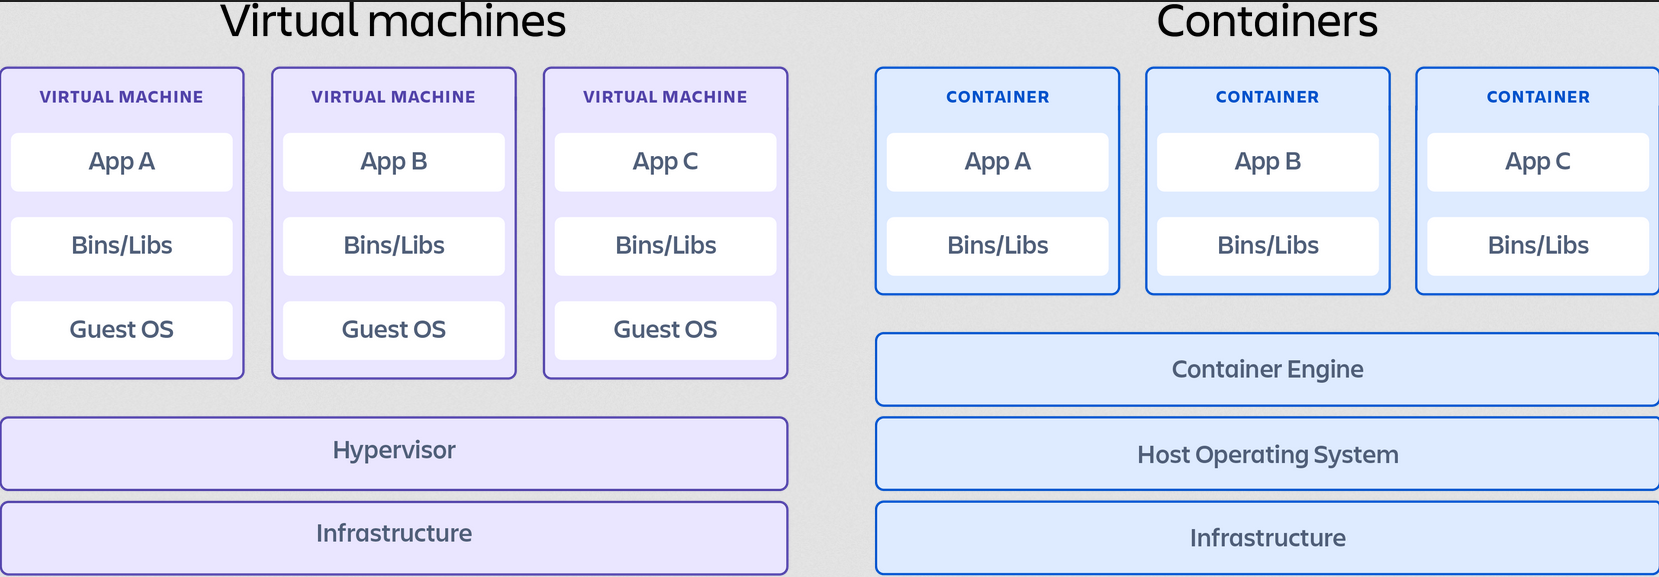 Virtual machines
VIRTUAL MACHINE
App A
Bins/Libs
Guest OS
VIRTUAL MACHINE
App B
Bins/Libs
Guest OS
VIRTUAL MACHINE
App C
Bins/Libs
Guest OS
Hypervisor
Infrastructure
Containers
CONTAINER
App A
Bins/Libs
CONTAINER
App B
Bins/Libs
CONTAINER
App C
Bins/Libs
Container Engine
Host Operating System
Infrastructure